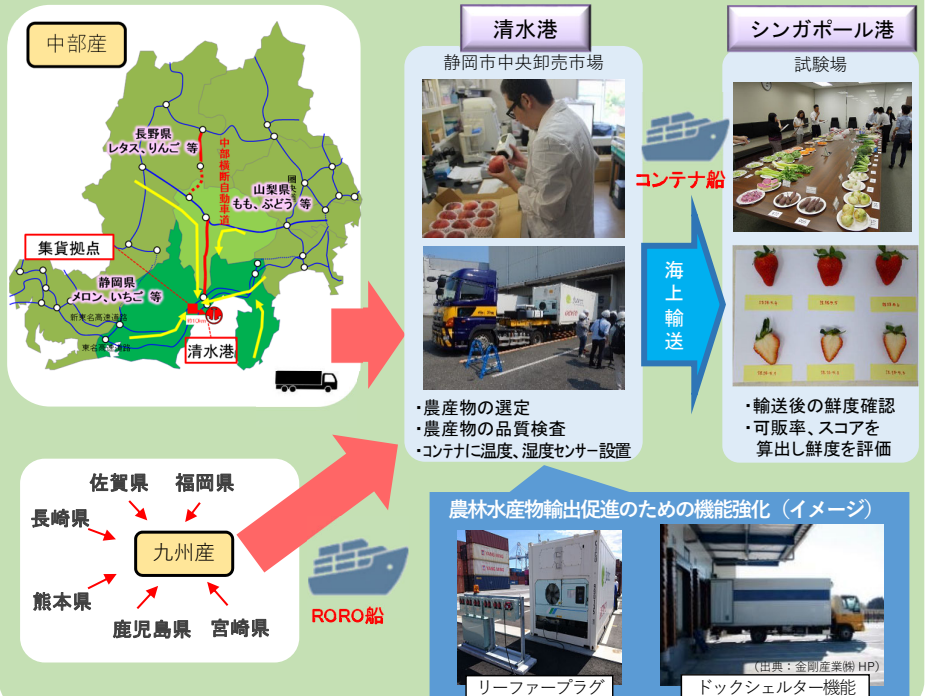 中部産
長野県
レタス、りんご 等
中部横断自動車道
山梨県
もも、ぶどう 等
集貨拠点
静岡県
メロン、いちご 等
新東名高速道路
東名高速道路
清水港
佐賀県
福岡県
長崎県
九州産
熊本県
鹿児島県
宮崎県
RORO船
清水港
静岡市中央卸売市場
・農産物の選定
・農産物の品質検査
・コンテナに温度、湿度センサー設置
コンテナ船
海上輸送
シンガポール港
試験場
・輸送後の鮮度確認
・可販率、スコアを
算出し鮮度を評価
農林水産物輸出促進のための機能強化（イメージ）
リーファープラグ
（出典：金剛産業㈱ HP）
ドックシェルター機能